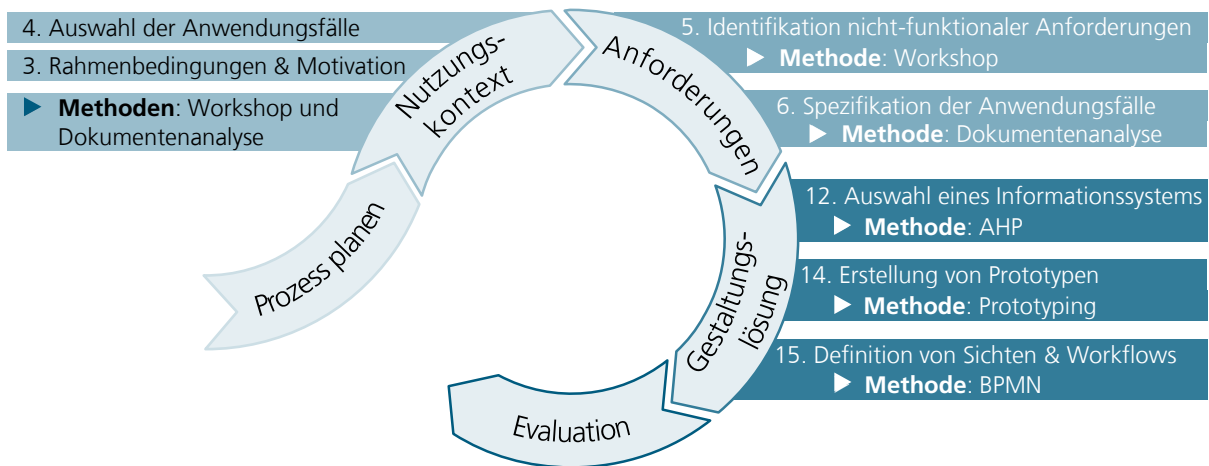 4. Auswahl der Anwendungsfälle
3. Rahmenbedingungen & Motivation
▶ Methoden: Workshop und
Dokumentenanalyse
Prozess planen
Nutzungs-
kontext
Anforderungen
Gestaltungs-
lösung
Evaluation
5. Identifikation nicht-funktionaler Anforderungen
▶ Methode: Workshop
6. Spezifikation der Anwendungsfälle
▶ Methode: Dokumentenanalyse
12. Auswahl eines Informationssystems
▶ Methode: AHP
14. Erstellung von Prototypen
▶ Methode: Prototyping
15. Definition von Sichten & Workflows
▶ Methode: BPMN